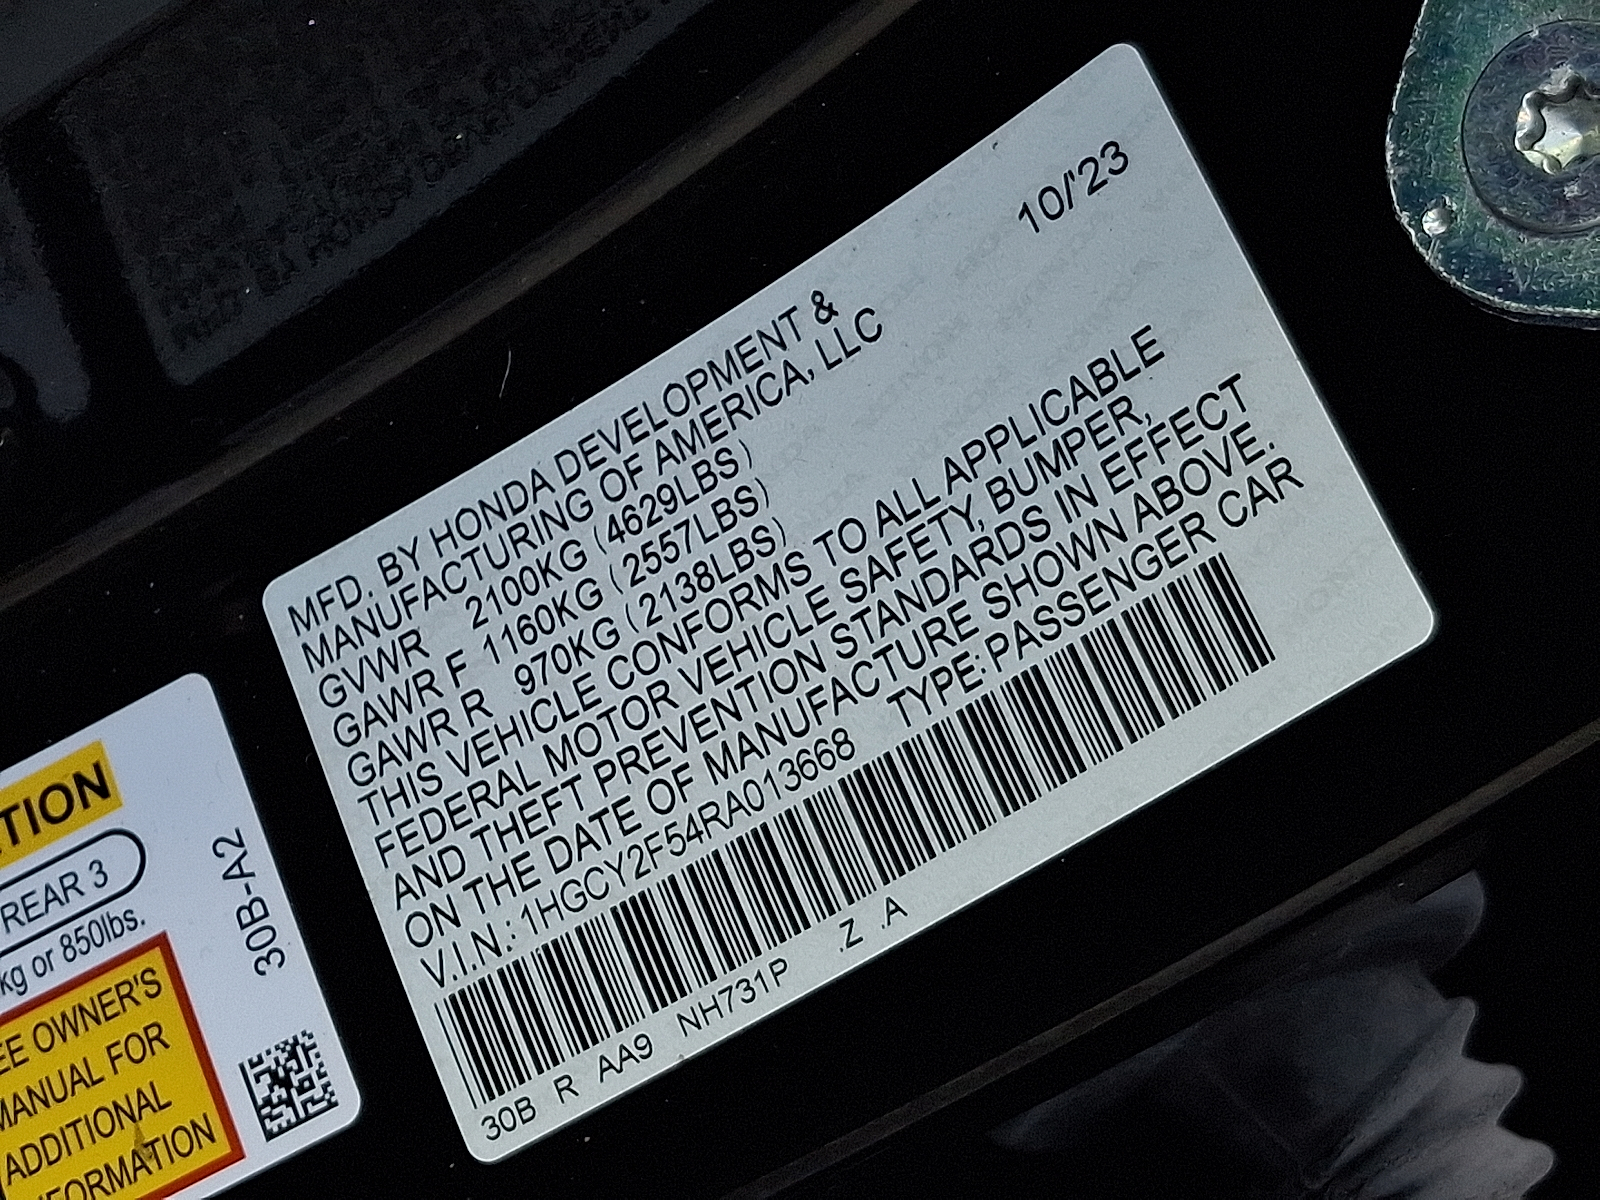 MFD. BY HONDA DEVELOPMENT &
MANUFACTURING OF AMERICA, LLC
10/'23
GVWR 2100KG (4629LBS)
GAWR F 1160KG (2557LBS)
GAWR R 970KG (2138LBS)
THIS VEHICLE CONFORMS TO ALL APPLICABLE
FEDERAL MOTOR VEHICLE SAFETY, BUMPER,
AND THEFT PREVENTION STANDARDS IN EFFECT
ON THE DATE OF MANUFACTURE SHOWN ABOVE.
V.I.N.: 1HGCY2F54RA013668 TYPE:PASSENGER CAR
30B R AA9 NH731P .Z .A
TION
REAR 3
kg or 850lbs.
EE OWNER'S
MANUAL FOR
ADDITIONAL
FORMATION
30B-A2